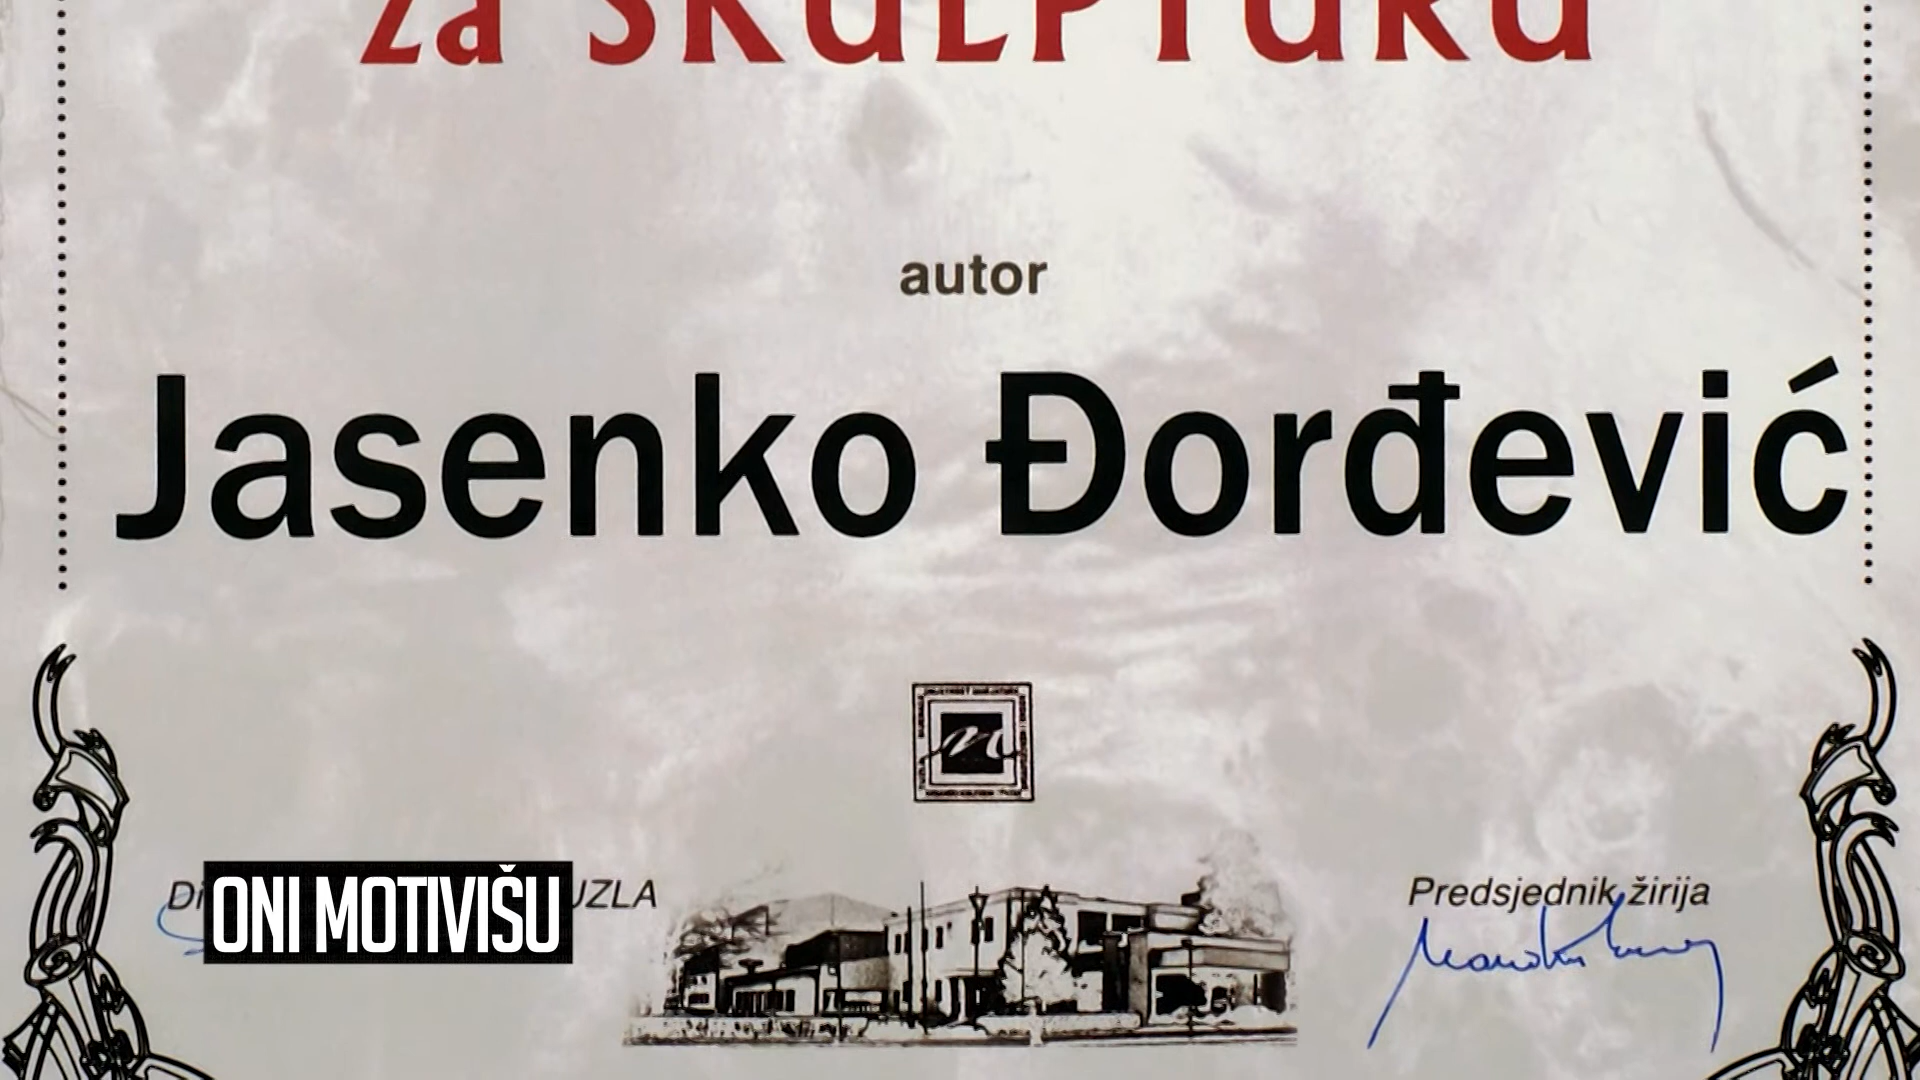 za SKULPTURU
autor
Jasenko Đorđević
UZLA
Predsjednik žirija
ONI MOTIVIŠU